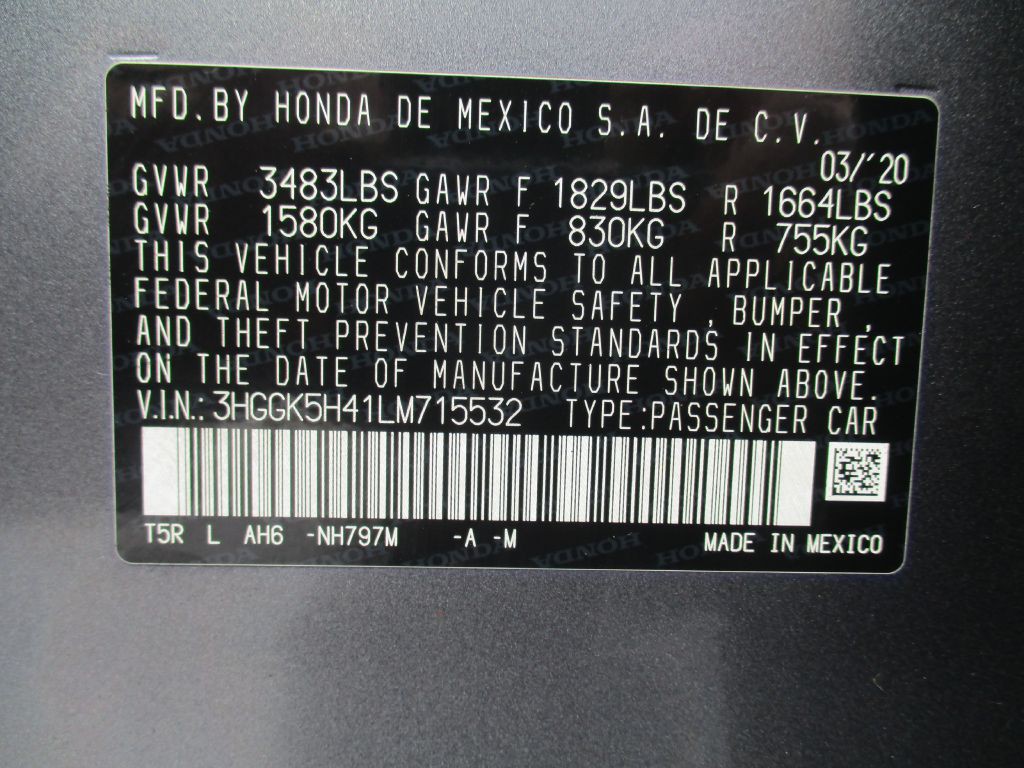 MFD. BY HONDA DE MEXICO S.A. DE C.V.
03/'20
GVWR 3483LBS GAWR F 1829LBS R 1664LBS
GVWR 1580KG GAWR F 830KG R 755KG
THIS VEHICLE CONFORMS TO ALL APPLICABLE
FEDERAL MOTOR VEHICLE SAFETY , BUMPER ,
AND THEFT PREVENTION STANDARDS IN EFFECT
ON THE DATE OF MANUFACTURE SHOWN ABOVE.
V.I.N.: 3HGGK5H41LM715532 TYPE:PASSENGER CAR
T5R L AH6 -NH797M -A -M MADE IN MEXICO